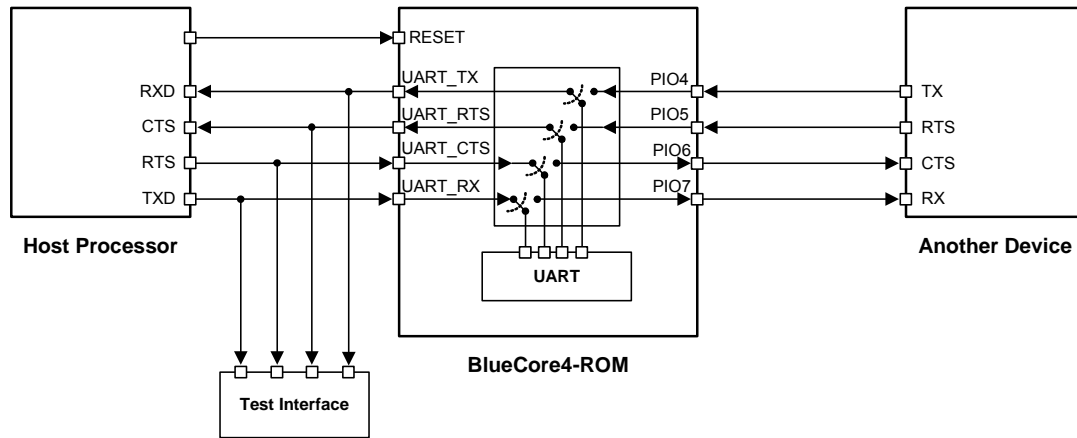 RESET
UART_TX
PIO4
RXD
TX
UART_RTS
PIO5
CTS
RTS
UART_CTS
PIO6
RTS
CTS
UART_RX
PIO7
TXD
RX
Host Processor
Another Device
UART
BlueCore4-ROM
Test Interface